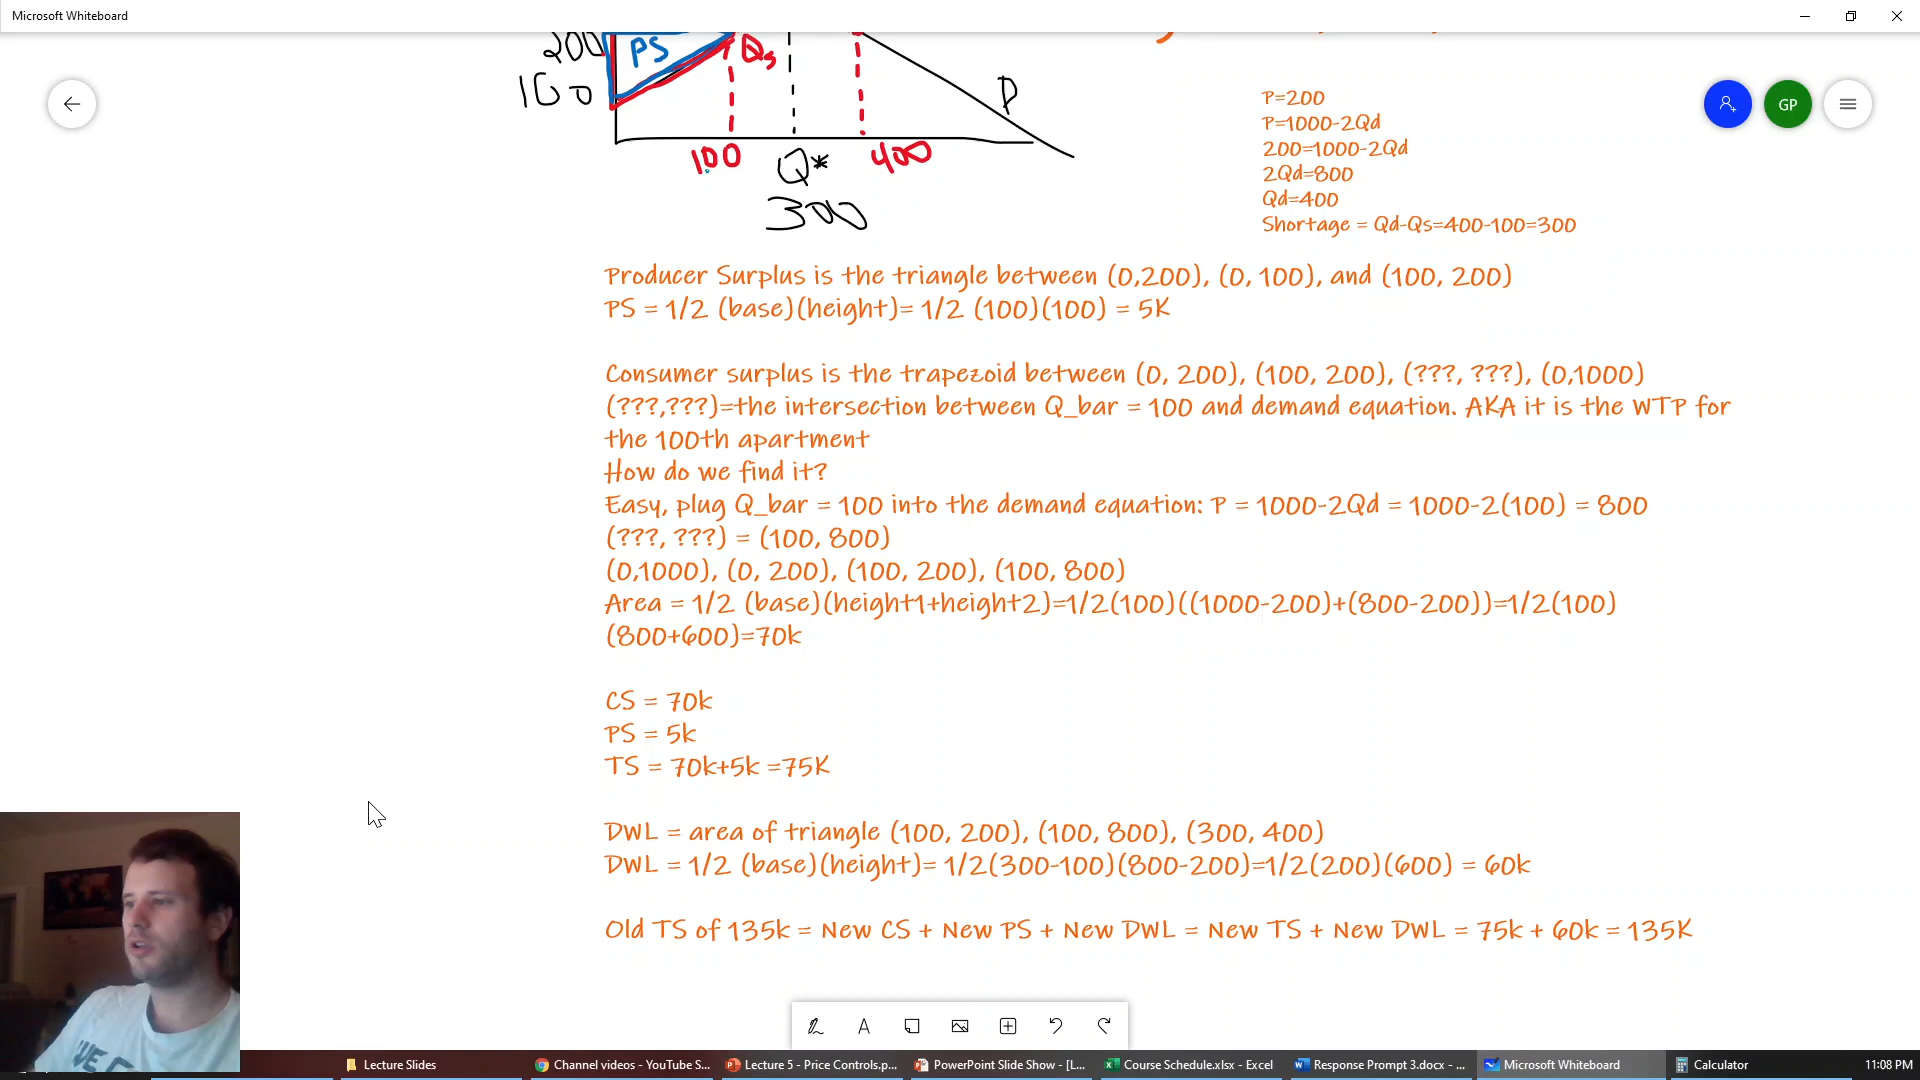 Microsoft Whiteboard
200
PS
Qs
100
D
100
Q*
400
300
GP
P=200
P=1000-2Qd
200=1000-2Qd
2Qd=800
Qd=400
Shortage = Qd-Qs=400-100=300
Producer Surplus is the triangle between (0,200), (0, 100), and (100, 200)
PS = 1/2 (base)(height)= 1/2 (100)(100) = 5K
Consumer surplus is the trapezoid between (0, 200), (100, 200), (???, ???), (0,1000)
(???,???)=the intersection between Q_bar = 100 and demand equation. AKA it is the WTP for
the 100th apartment
How do we find it?
Easy, plug Q_bar = 100 into the demand equation: P = 1000-2Qd = 1000-2(100) = 800
(???, ???) = (100, 800)
(0,1000), (0, 200), (100, 200), (100, 800)
Area = 1/2 (base)(height1+height2)=1/2(100)((1000-200)+(800-200))=1/2(100)
(800+600)=70k
CS = 70k
PS = 5k
TS = 70k+5k =75K
DWL = area of triangle (100, 200), (100, 800), (300, 400)
DWL = 1/2 (base)(height)= 1/2(300-100)(800-200)=1/2(200)(600) = 60k
Old TS of 135k = New CS + New PS + New DWL = New TS + New DWL = 75k + 60k = 135K
A
Lecture Slides
Channel videos - YouTube S...
Lecture 5 - Price Controls.p...
PowerPoint Slide Show - [L...
Course Schedule.xlsx - Excel
Response Prompt 3.docx - ...
Microsoft Whiteboard
Calculator
11:08 PM